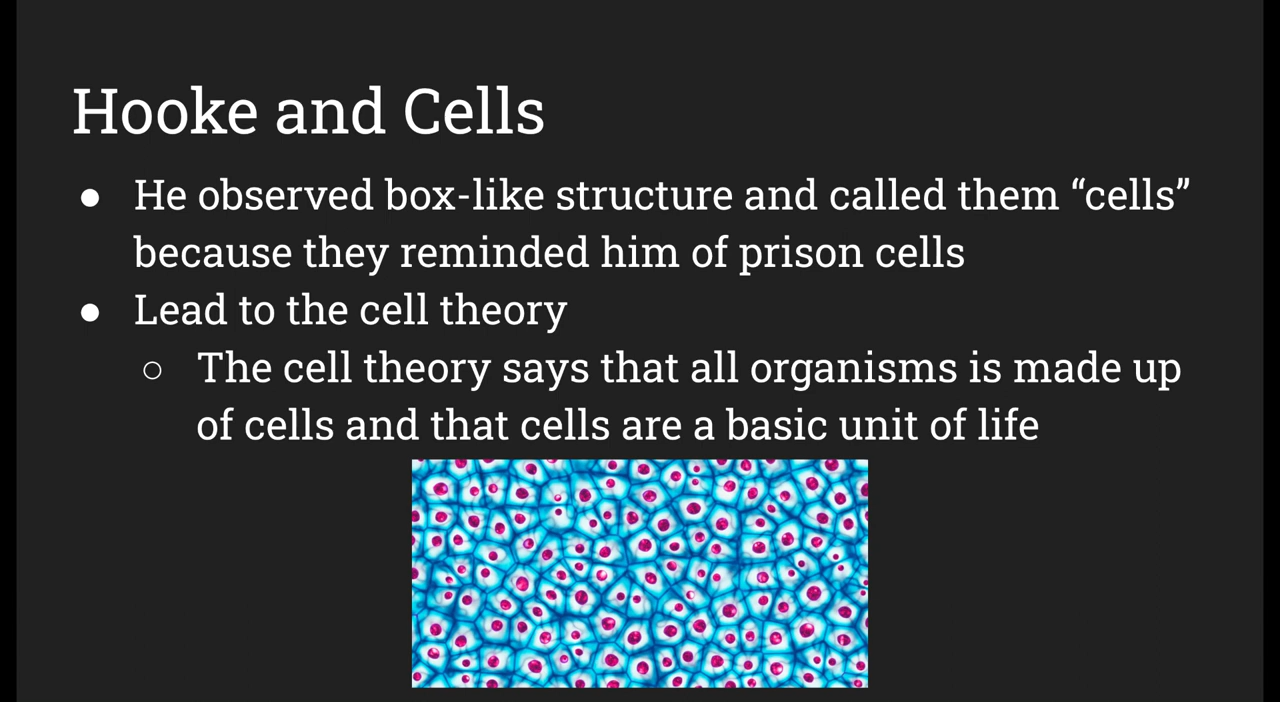 Hooke and Cells
● He observed box-like structure and called them “cells”
because they reminded him of prison cells
● Lead to the cell theory
○ The cell theory says that all organisms is made up
of cells and that cells are a basic unit of life